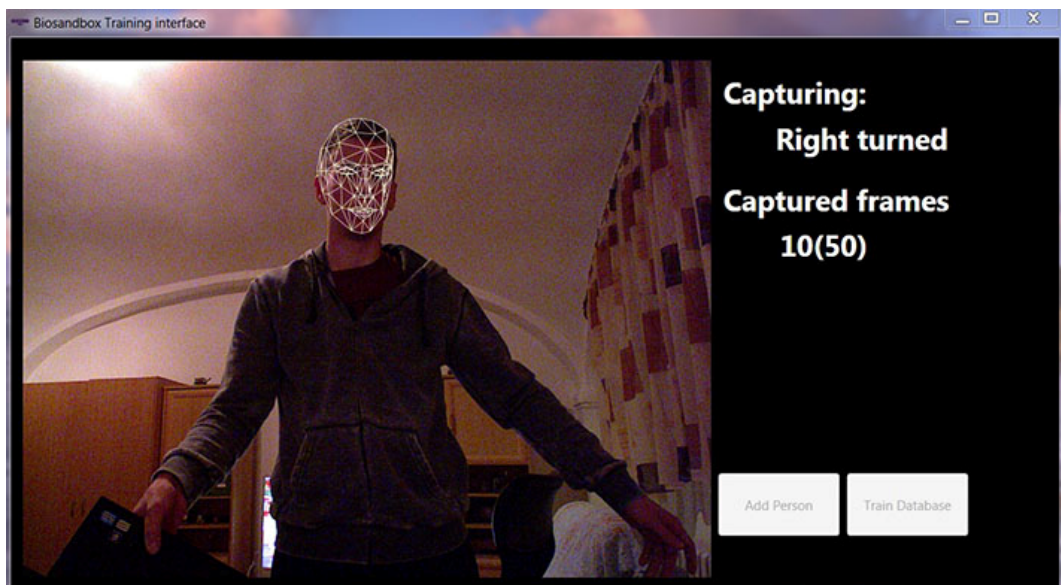 Biosandbox Training interface
Capturing:
Right turned
Captured frames
10(50)
Add Person
Train Database